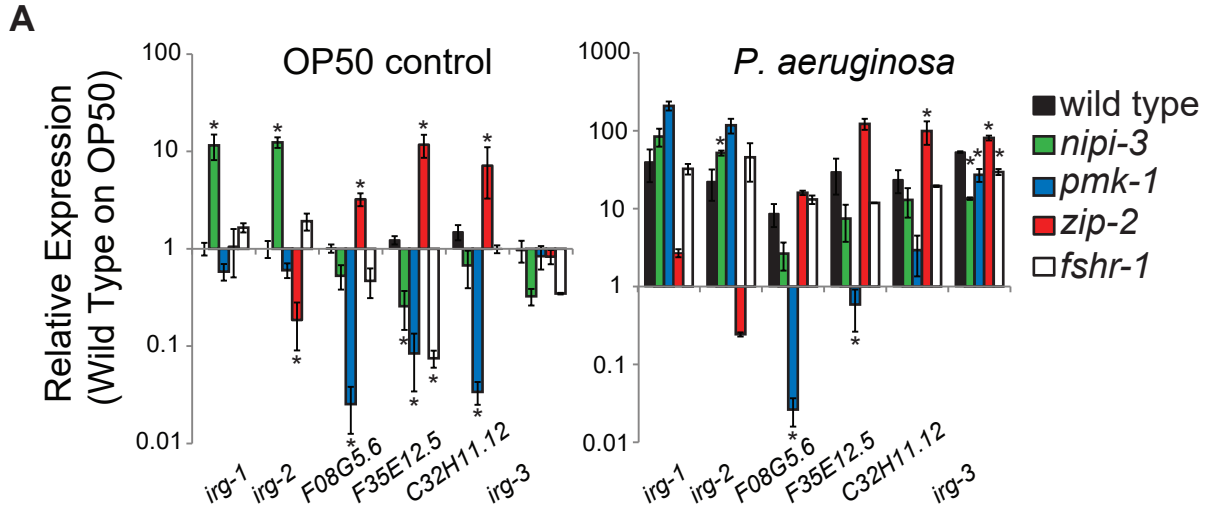 A
Relative Expression
(Wild Type on OP50)
OP50 control
100
10
1
0.1
0.01
* * * * * * * * * * *
irg-1
irg-2
F08G5.6
F35E12.5
C32H11.12
irg-3
P. aeruginosa
1000
100
10
1
0.1
0.01
* * * * * * * *
irg-1
irg-2
F08G5.6
F35E12.5
C32H11.12
irg-3
wild type
nipi-3
pmk-1
zip-2
fshr-1